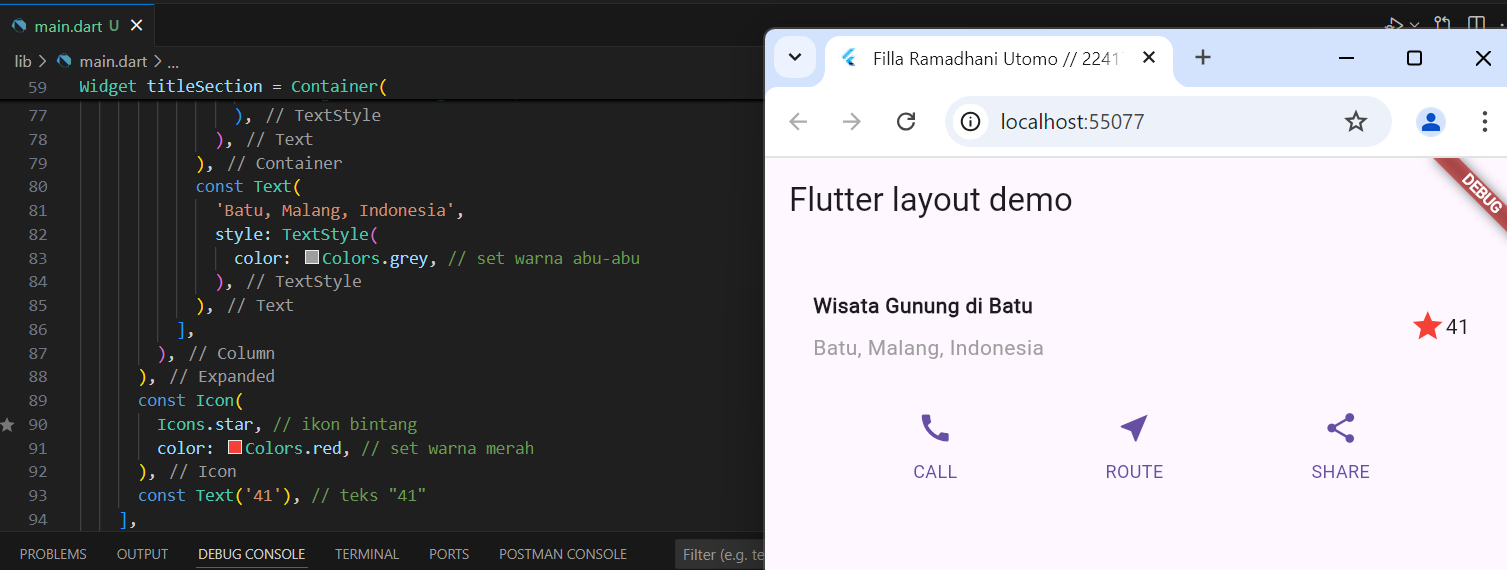 main.dart U
lib > main.dart > ...
59 Widget titleSection = Container(
77 ), // TextStyle
78 ), // Text
79 ), // Container
80 const Text(
81 'Batu, Malang, Indonesia',
82 style: TextStyle(
83 color: Colors.grey, // set warna abu-abu
84 ), // TextStyle
85 ), // Text
86 ],
87 ), // Column
88 ), // Expanded
89 const Icon(
90 Icons.star, // ikon bintang
91 color: Colors.red, // set warna merah
92 ), // Icon
93 const Text('41'), // teks "41"
94 ],
PROBLEMS OUTPUT DEBUG CONSOLE TERMINAL PORTS POSTMAN CONSOLE Filter (e.g. te
Filla Ramadhani Utomo // 2241
localhost:55077
DEBUG
Flutter layout demo
Wisata Gunung di Batu
41
Batu, Malang, Indonesia
CALL ROUTE SHARE